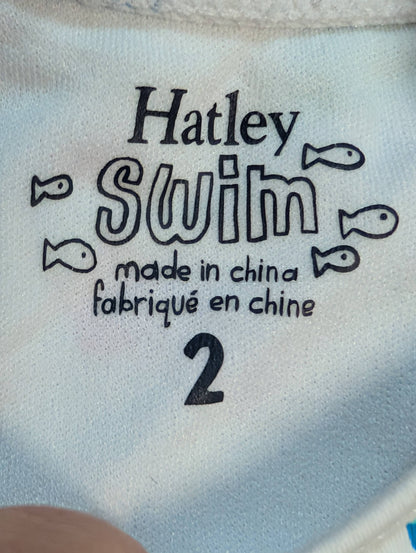 Hatley
swim
made in china
fabriqué en chine
2